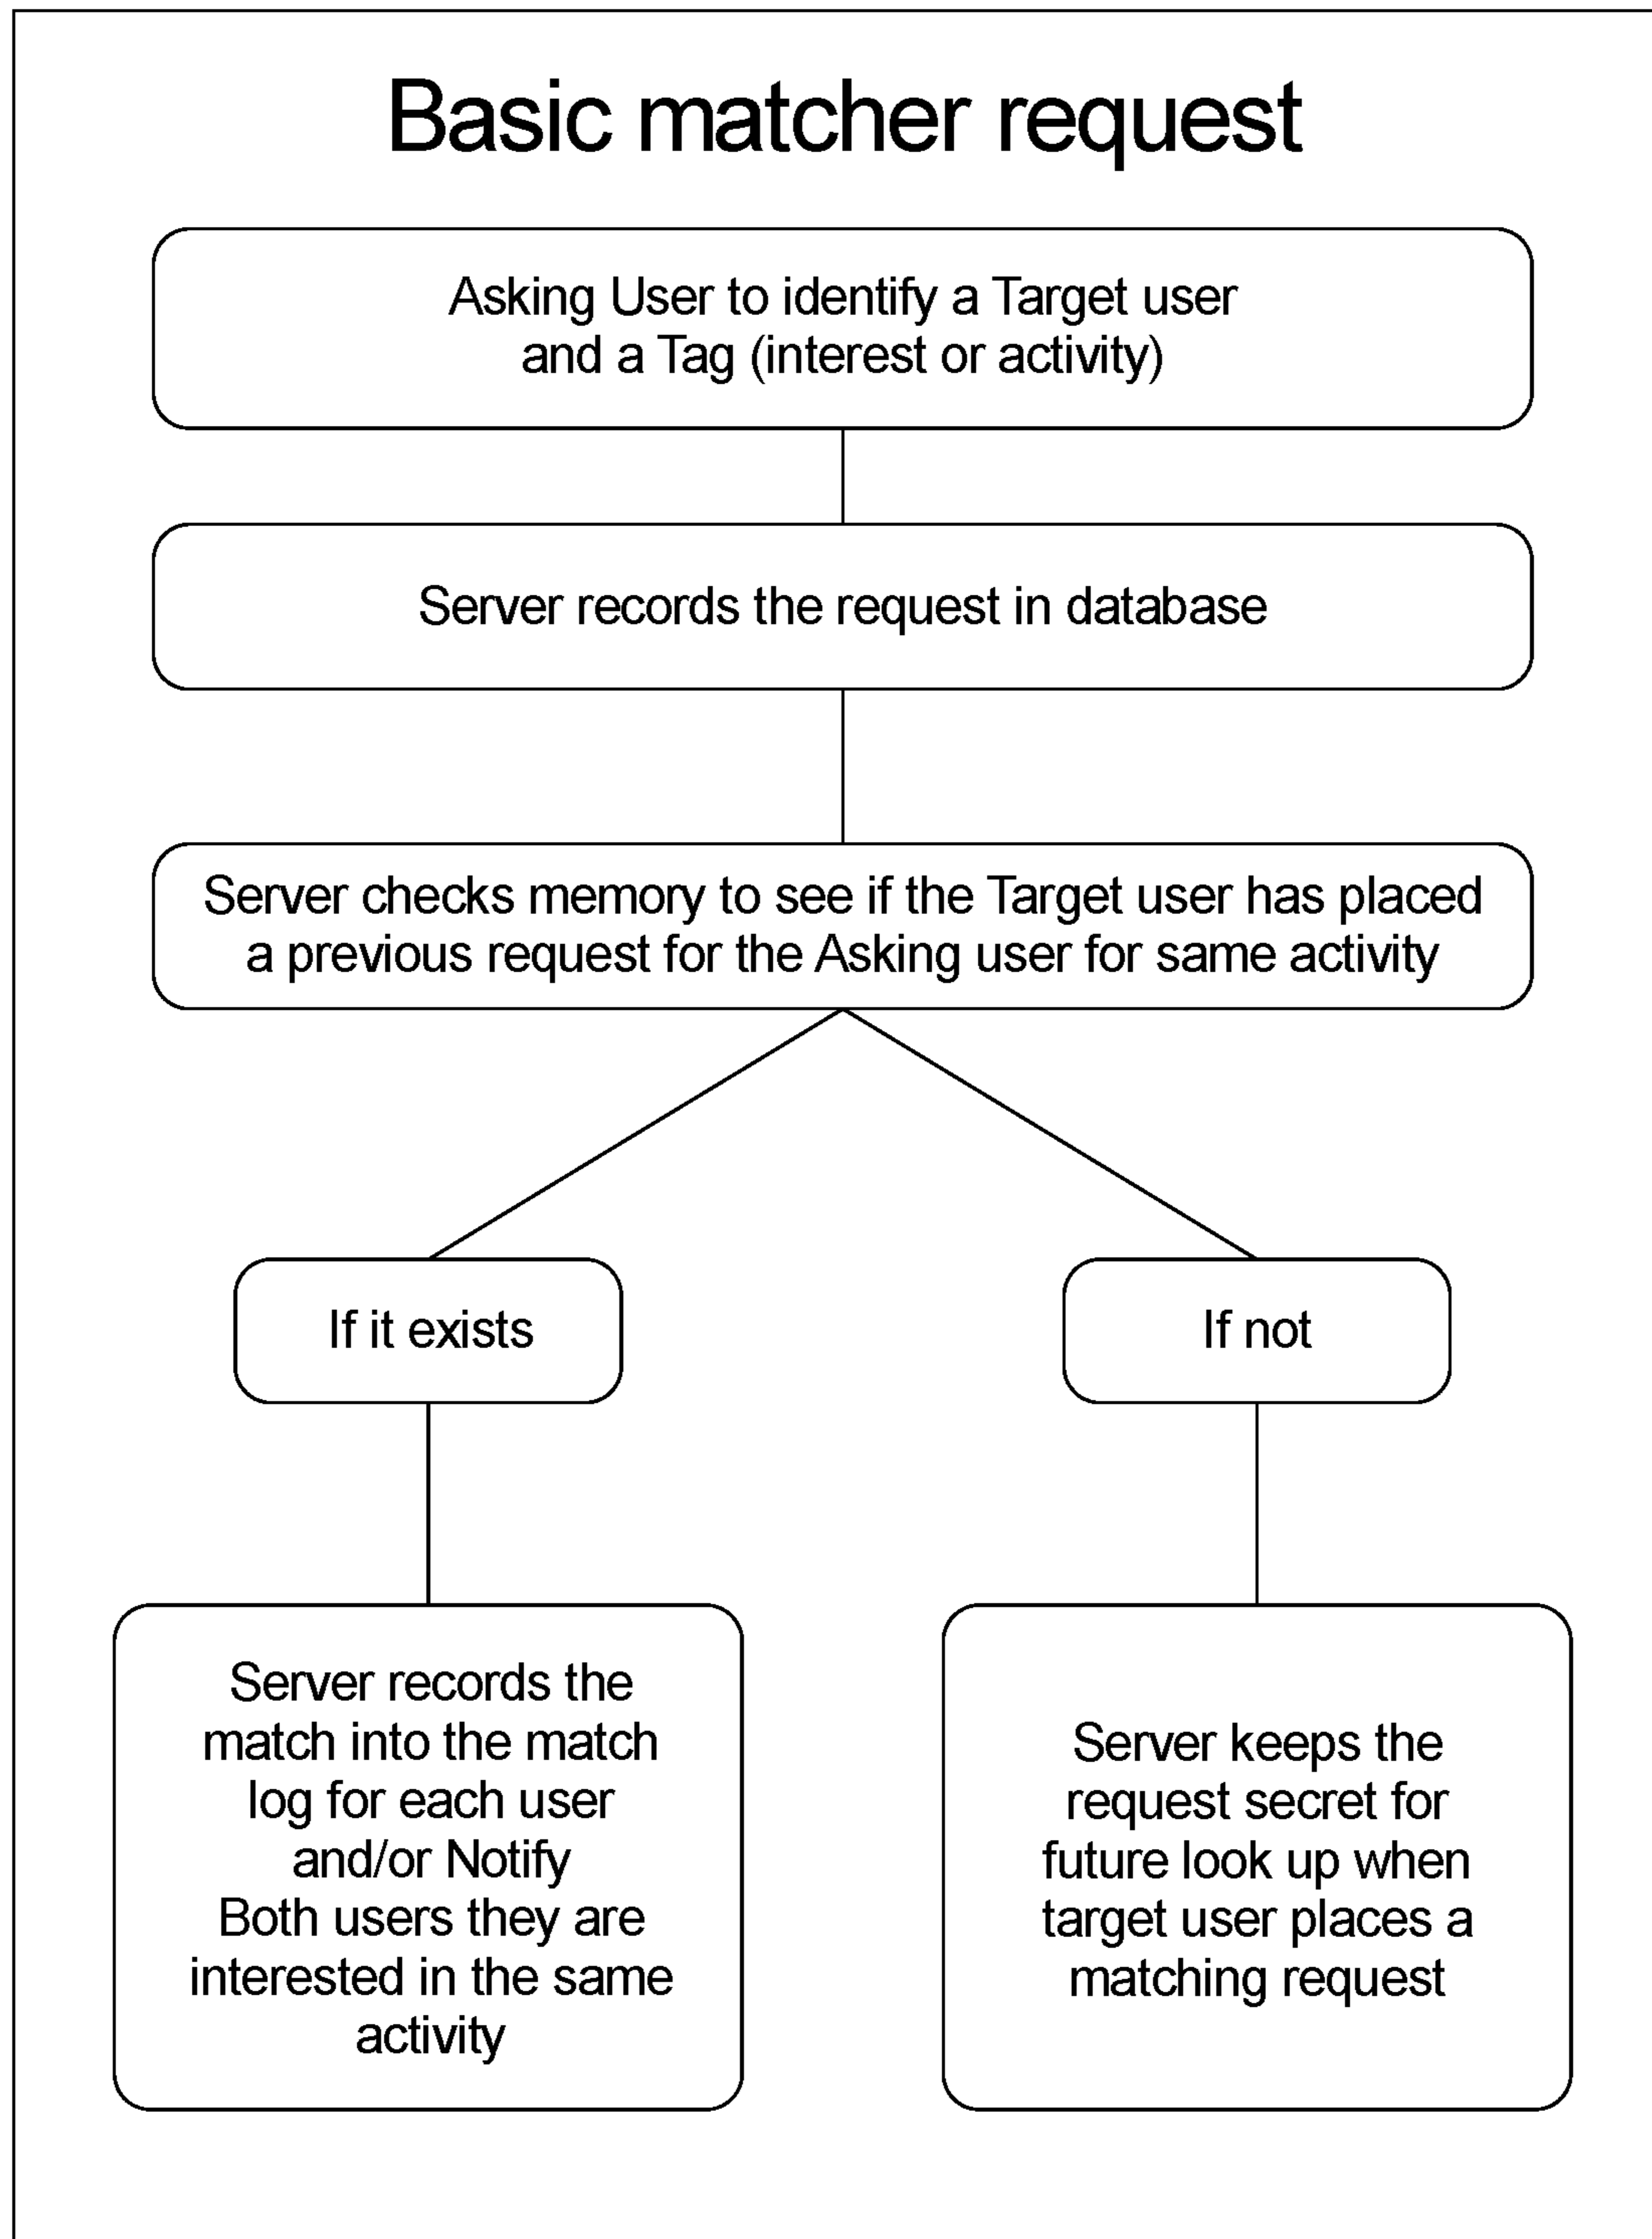 Basic matcher request
Asking User to identify a Target user
and a Tag (interest or activity)
Server records the request in database
Server checks memory to see if the Target user has placed
a previous request for the Asking user for same activity
If it exists
If not
Server records the
match into the match
log for each user
and/or Notify
Both users they are
interested in the same
activity
Server keeps the
request secret for
future look up when
target user places a
matching request